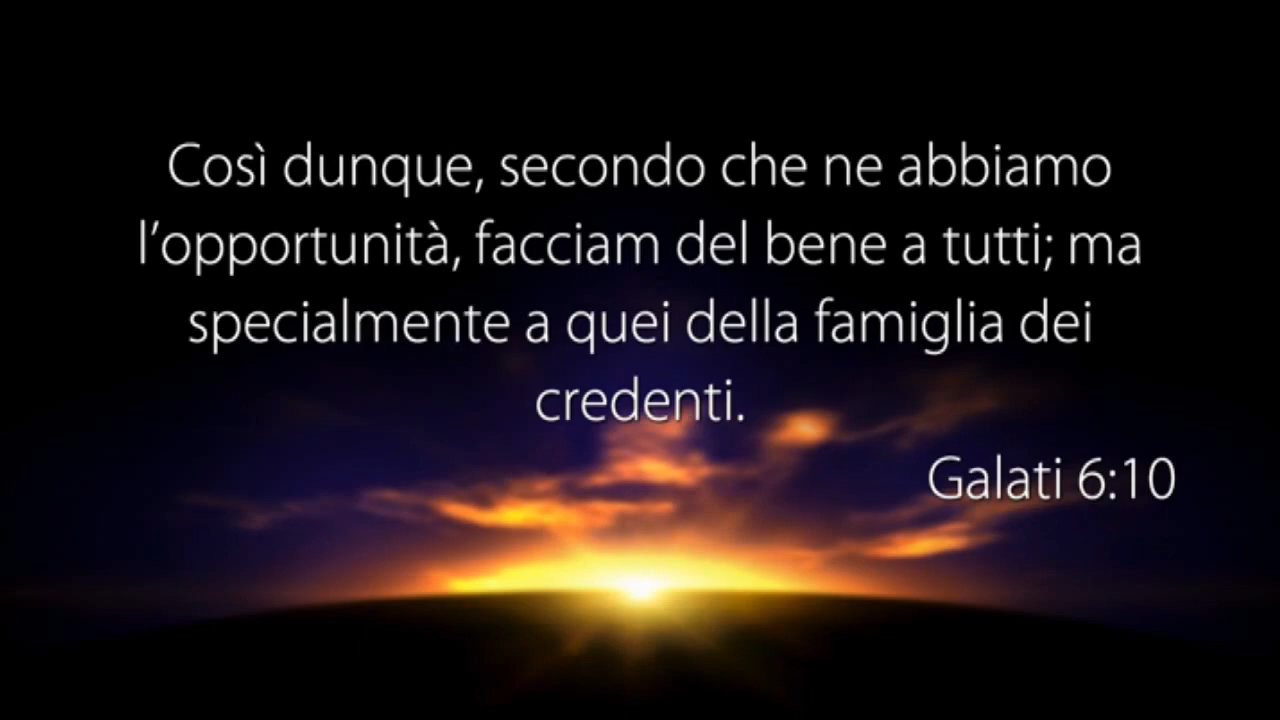 Così dunque, secondo che ne abbiamo
l’opportunità, facciam del bene a tutti; ma
specialmente a quei della famiglia dei
credenti.
Galati 6:10